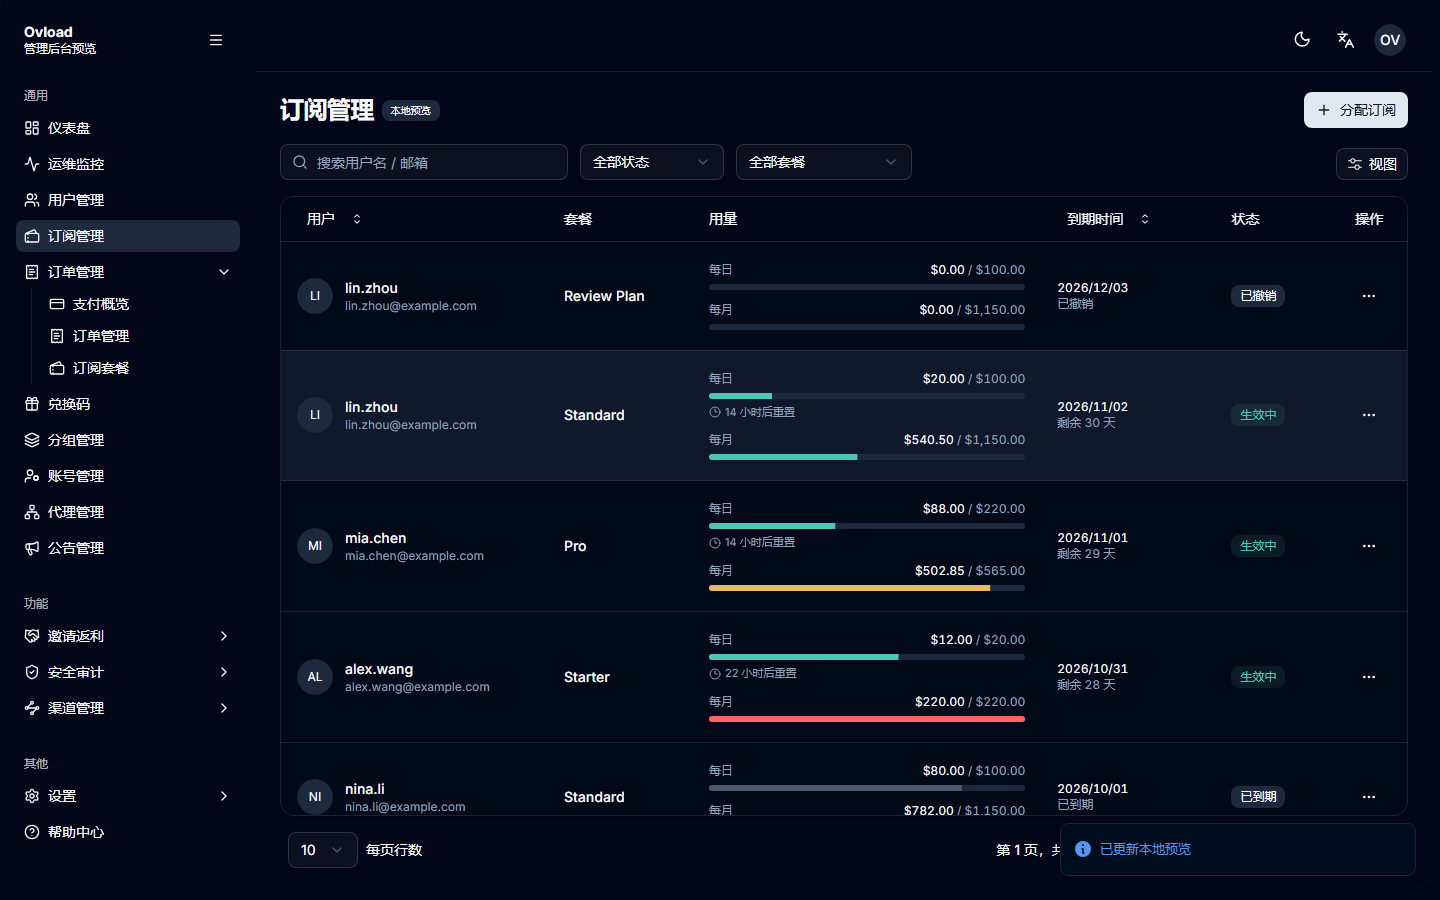 Ovload
管理后台预览
OV
通用
仪表盘
运维监控
用户管理
订阅管理
订单管理
支付概览
订单管理
订阅套餐
兑换码
分组管理
账号管理
代理管理
公告管理
功能
邀请返利
安全审计
渠道管理
其他
设置
帮助中心
订阅管理 本地预览
分配订阅
搜索用户名 / 邮箱
全部状态
全部套餐
视图
用户 套餐 用量 到期时间 状态 操作
LI
lin.zhou
lin.zhou@example.com
Review Plan
每日 $0.00 / $100.00
每月 $0.00 / $1,150.00
2026/12/03
已撤销
已撤销
LI
lin.zhou
lin.zhou@example.com
Standard
每日 $20.00 / $100.00
14 小时后重置
每月 $540.50 / $1,150.00
2026/11/02
剩余 30 天
生效中
MI
mia.chen
mia.chen@example.com
Pro
每日 $88.00 / $220.00
14 小时后重置
每月 $502.85 / $565.00
2026/11/01
剩余 29 天
生效中
AL
alex.wang
alex.wang@example.com
Starter
每日 $12.00 / $20.00
22 小时后重置
每月 $220.00 / $220.00
2026/10/31
剩余 28 天
生效中
NI
nina.li
nina.li@example.com
Standard
每日 $80.00 / $100.00
每月 $782.00 / $1,150.00
2026/10/01
已到期
已到期
10
每页行数
第 1 页，共
已更新本地预览